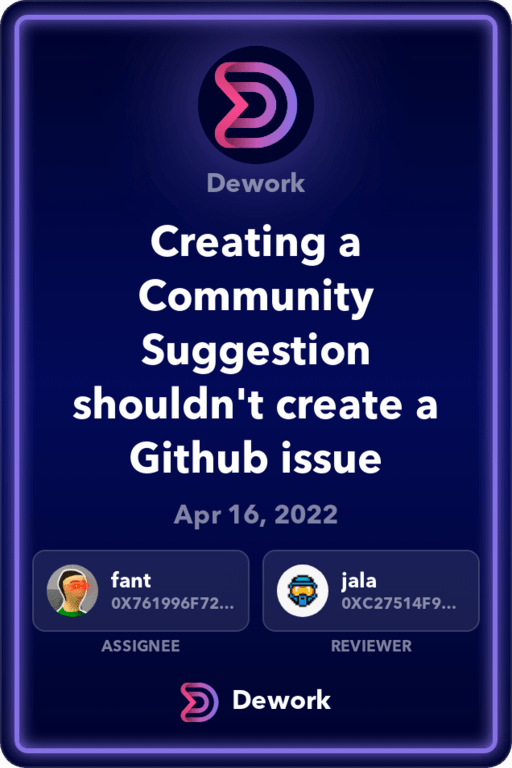 Dework
Creating a
Community
Suggestion
shouldn't create a
Github issue
Apr 16, 2022
fant
0X761996F72...
ASSIGNEE
jala
0XC27514F9...
REVIEWER
Dework